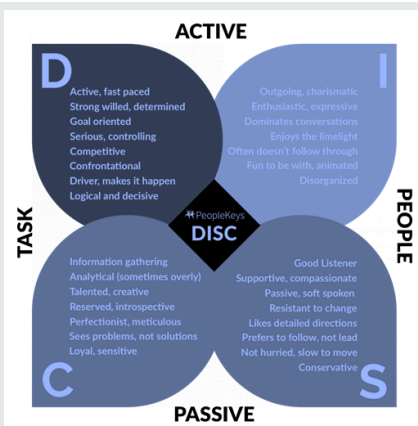 ACTIVE
D
Active, fast paced
Strong willed, determined
Goal oriented
Serious, controlling
Competitive
Confrontational
Driver, makes it happen
Logical and decisive
I
Outgoing, charismatic
Enthusiastic, expressive
Dominates conversations
Enjoys the limelight
Often doesn't follow through
Fun to be with, animated
Disorganized
TASK
PeopleKeys
DISC
PEOPLE
Information gathering
Analytical (sometimes overly)
Talented, creative
Reserved, introspective
Perfectionist, meticulous
Sees problems, not solutions
Loyal, sensitive
C
Good Listener
Supportive, compassionate
Passive, soft spoken
Resistant to change
Likes detailed directions
Prefers to follow, not lead
Not hurried, slow to move
Conservative
S
PASSIVE